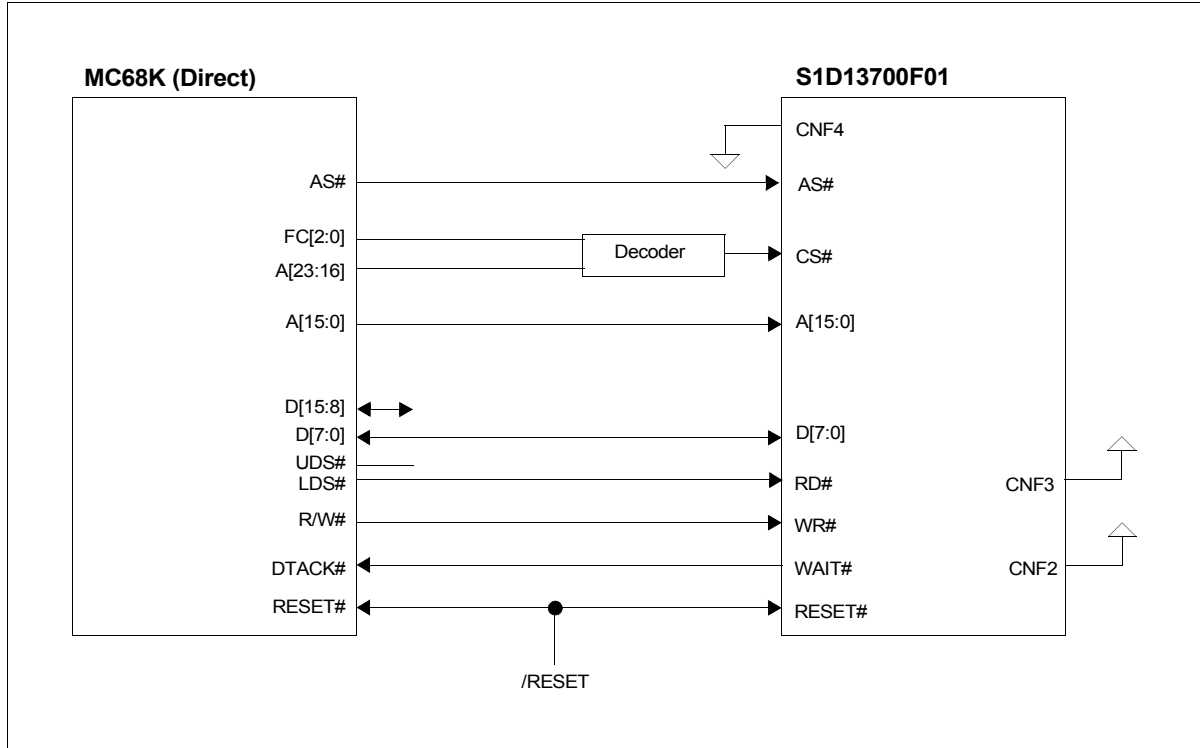 MC68K (Direct)
S1D13700F01
CNF4
AS#
AS#
FC[2:0]
Decoder
CS#
A[23:16]
A[15:0]
A[15:0]
D[15:8]
D[7:0]
D[7:0]
UDS#
LDS#
RD#
CNF3
R/W#
WR#
DTACK#
WAIT#
CNF2
RESET#
RESET#
/RESET